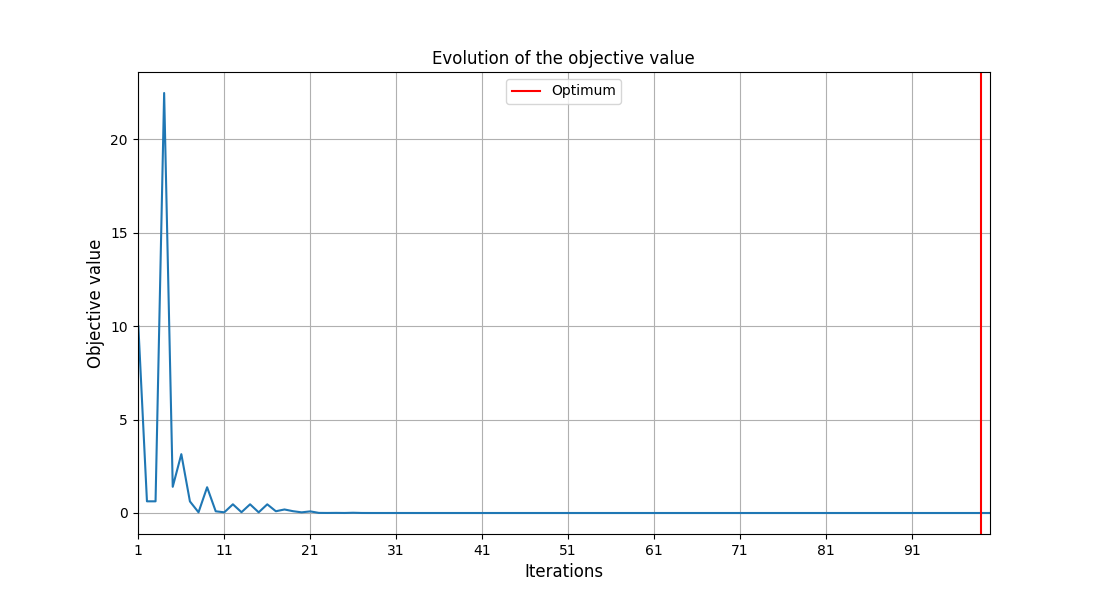 Evolution of the objective value
Optimum
Objective value
20
15
10
5
0
1 11 21 31 41 51 61 71 81 91
Iterations